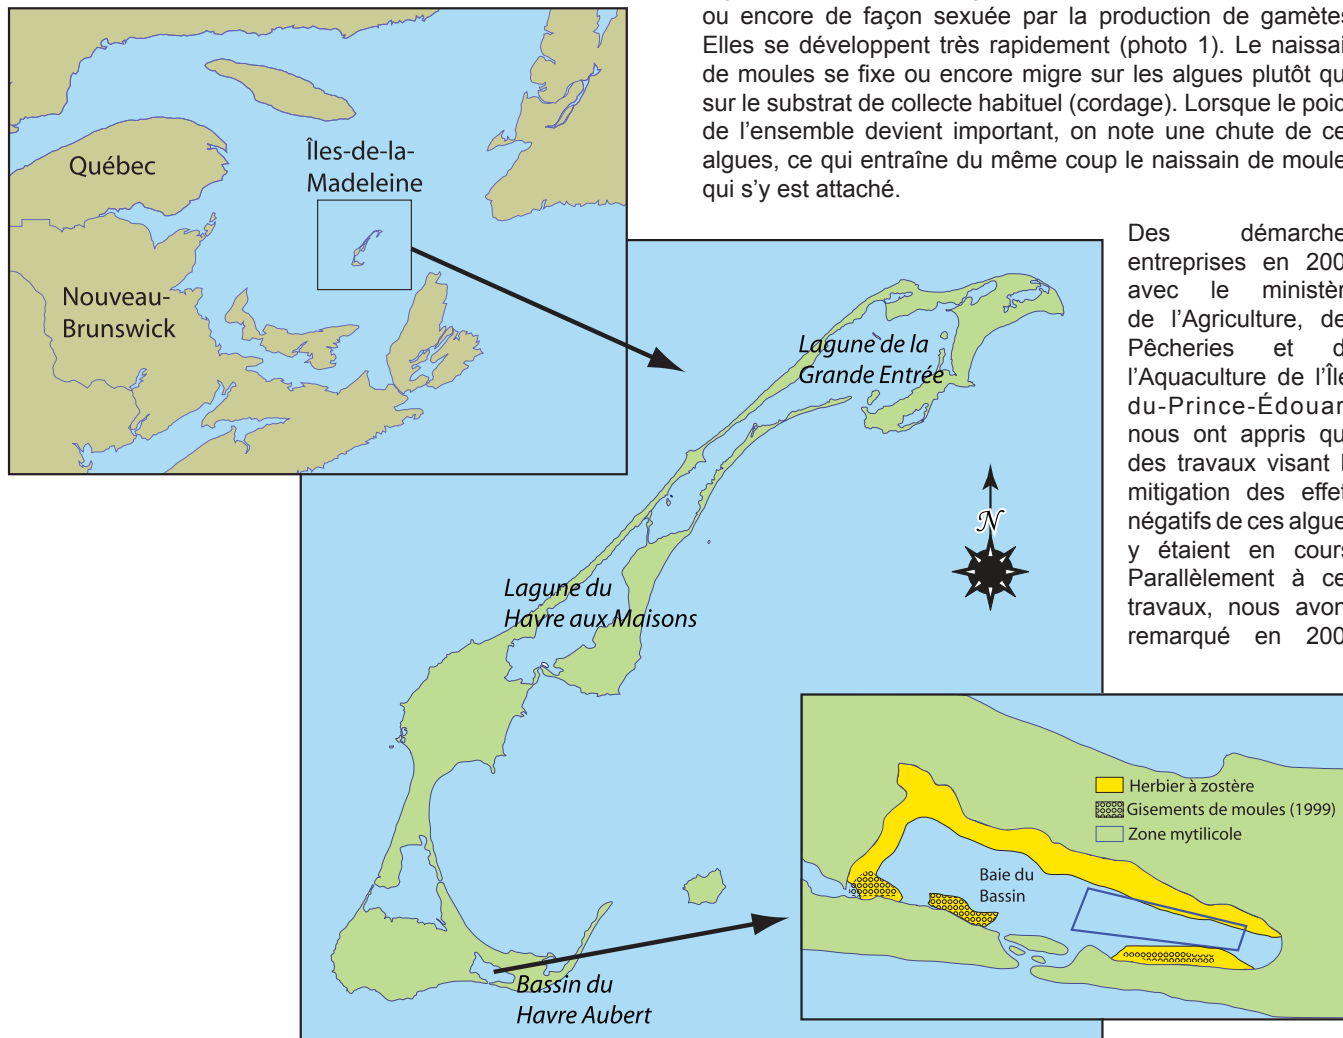 ou encore de façon sexuée par la production de gamètes
Elles se développent très rapidement (photo 1). Le naissai
de moules se fixe ou encore migre sur les algues plutôt qu
sur le substrat de collecte habituel (cordage). Lorsque le poid
de l'ensemble devient important, on note une chute de ce
algues, ce qui entraîne du même coup le naissain de moule
qui s'y est attaché.
Des démarche
entreprises en 200
avec le ministèr
de l'Agriculture, de
Pêcheries et d
l'Aquaculture de l'Îl
du-Prince-Édouar
nous ont appris qu
des travaux visant l
mitigation des effet
négatifs de ces algue
y étaient en cours
Parallèlement à ce
travaux, nous avon
remarqué en 200
Québec
Îles-de-la-
Madeleine
Nouveau-
Brunswick
Lagune de la
Grande Entrée
N
Lagune du
Havre aux Maisons
Bassin du
Havre Aubert
Herbier à zostère
Gisements de moules (1999)
Zone mytilicole
Baie du
Bassin